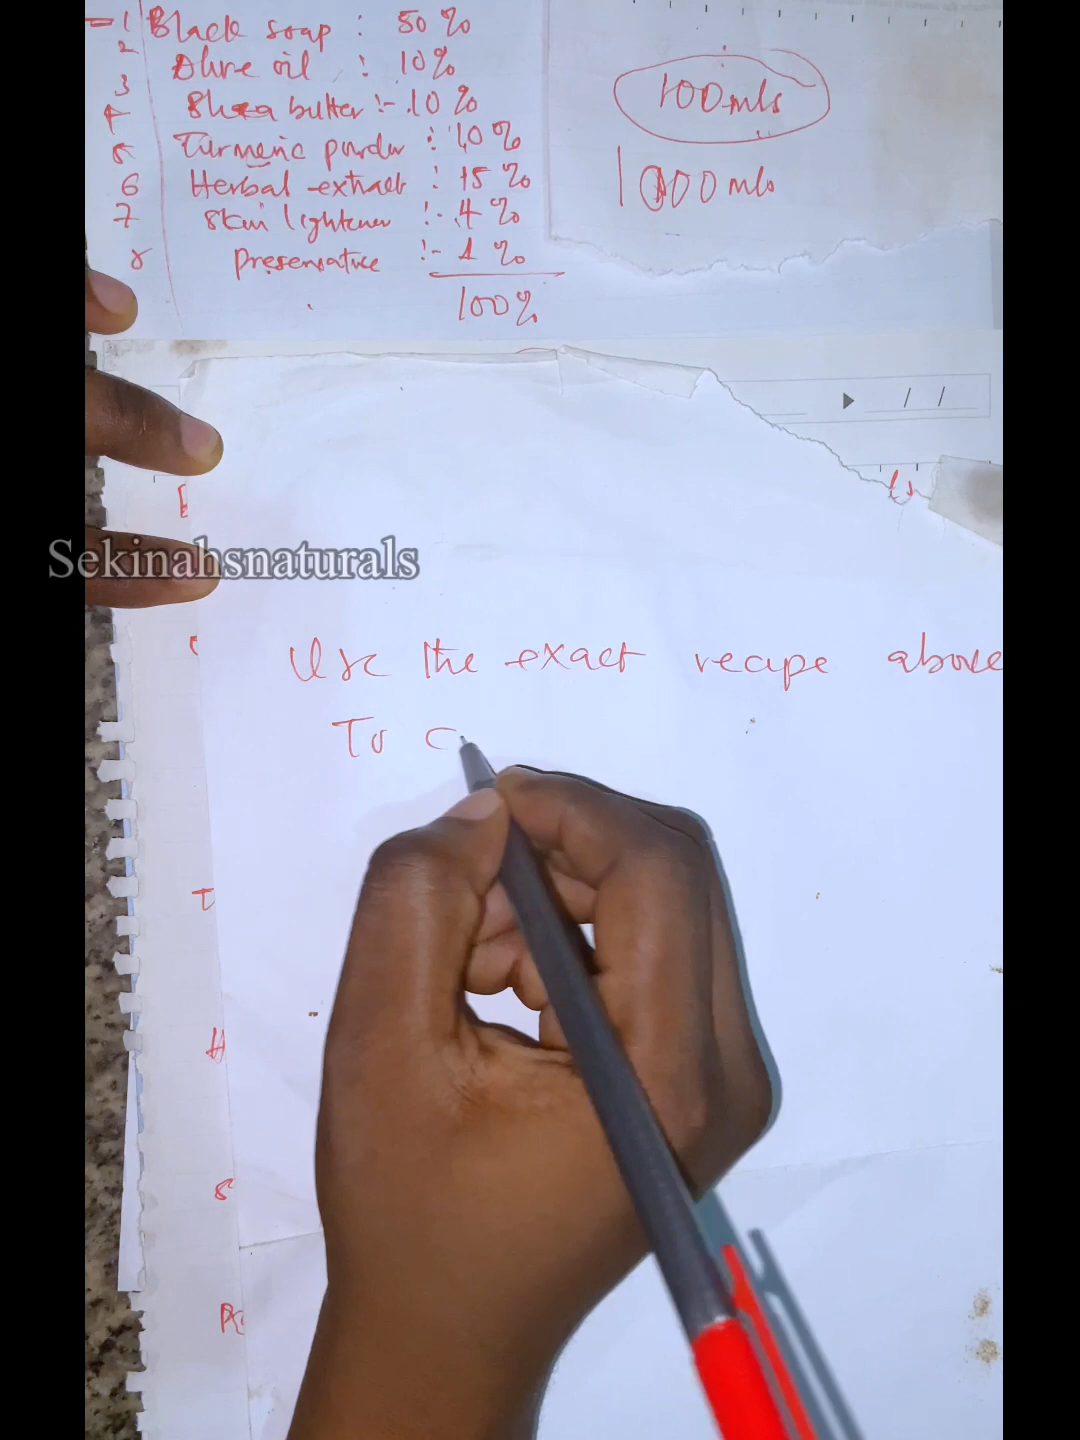 1 Black soap : 50%
2 Olive oil : 10%
3 Shea butter :- 10%
4 Turmeric powder : 10%
5 Herbal extract : 15%
6 Skin lightener :- 4%
7 Preservative :- 1%
8
100%
100mls
1000mls
/ /
ls
E
Sekinahsnaturals
Use the exact recipe above
To c
T
H
S